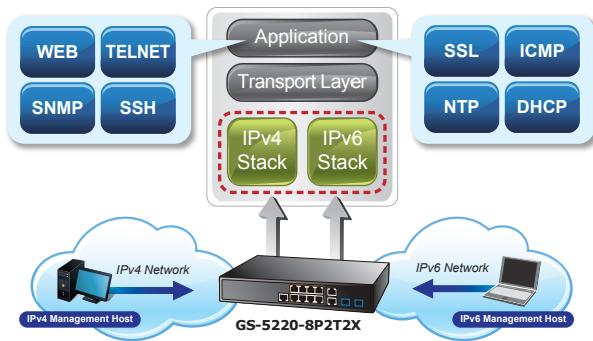 WEB
TELNET
SNMP
SSH
Application
Transport Layer
IPv4
Stack
IPv6
Stack
SSL
ICMP
NTP
DHCP
IPv4 Network
IPv4 Management Host
GS-5220-8P2T2X
IPv6 Network
IPv6 Management Host